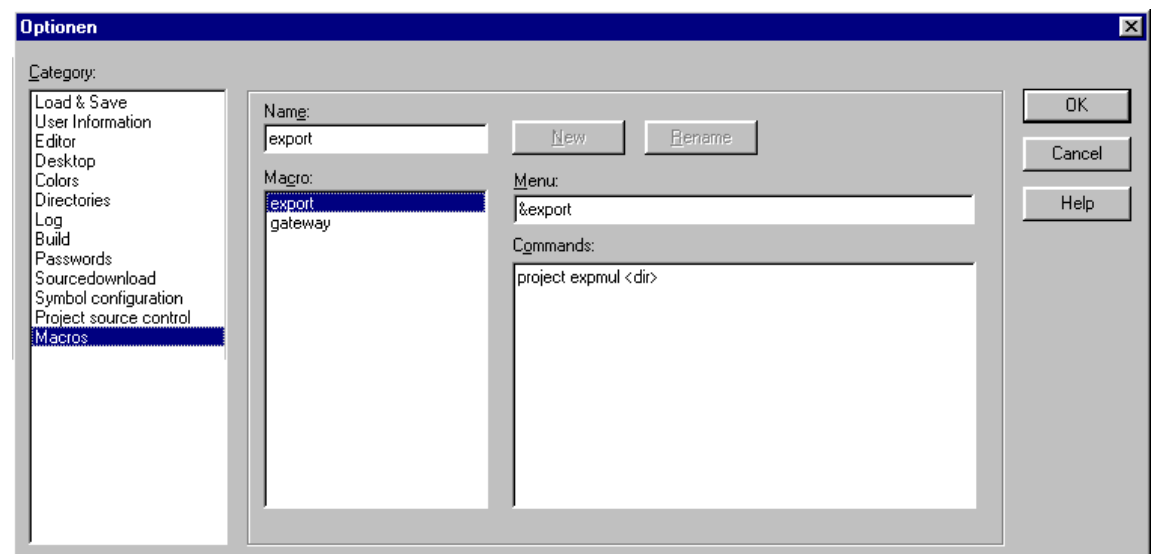 Optionen
Category:
Load & Save
User Information
Editor
Desktop
Colors
Directories
Log
Build
Passwords
Sourcedownload
Symbol configuration
Project source control
Macros
Name:
export
New
Rename
Macro:
export
gateway
Menu:
&export
Commands:
project expmul <dir>
OK
Cancel
Help